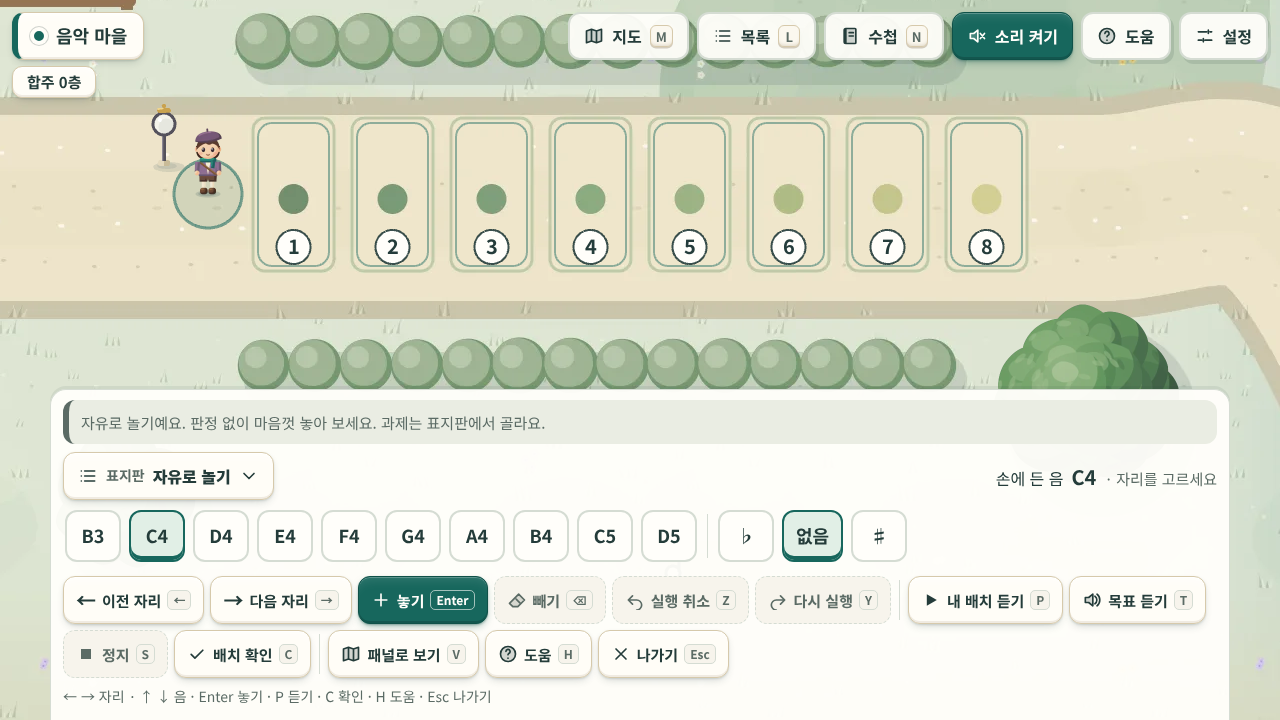 음악 마을
지도 M
목록 L
수첩 N
소리 켜기
도움
설정
합주 0층
1 2 3 4 5 6 7 8
자유로 놀기예요. 판정 없이 마음껏 놓아 보세요. 과제는 표지판에서 골라요.
표지판 자유로 놀기
손에 든 음 C4 · 자리를 고르세요
B3 C4 D4 E4 F4 G4 A4 B4 C5 D5 ♭ 없음 ♯
← 이전 자리 ← → 다음 자리 → + 놓기 Enter 빼기 ⌫ 실행 취소 Z 다시 실행 Y 내 배치 듣기 P 목표 듣기 T
정지 S 배치 확인 C 패널로 보기 V 도움 H 나가기 Esc
← → 자리 · ↑ ↓ 음 · Enter 놓기 · P 듣기 · C 확인 · H 도움 · Esc 나가기